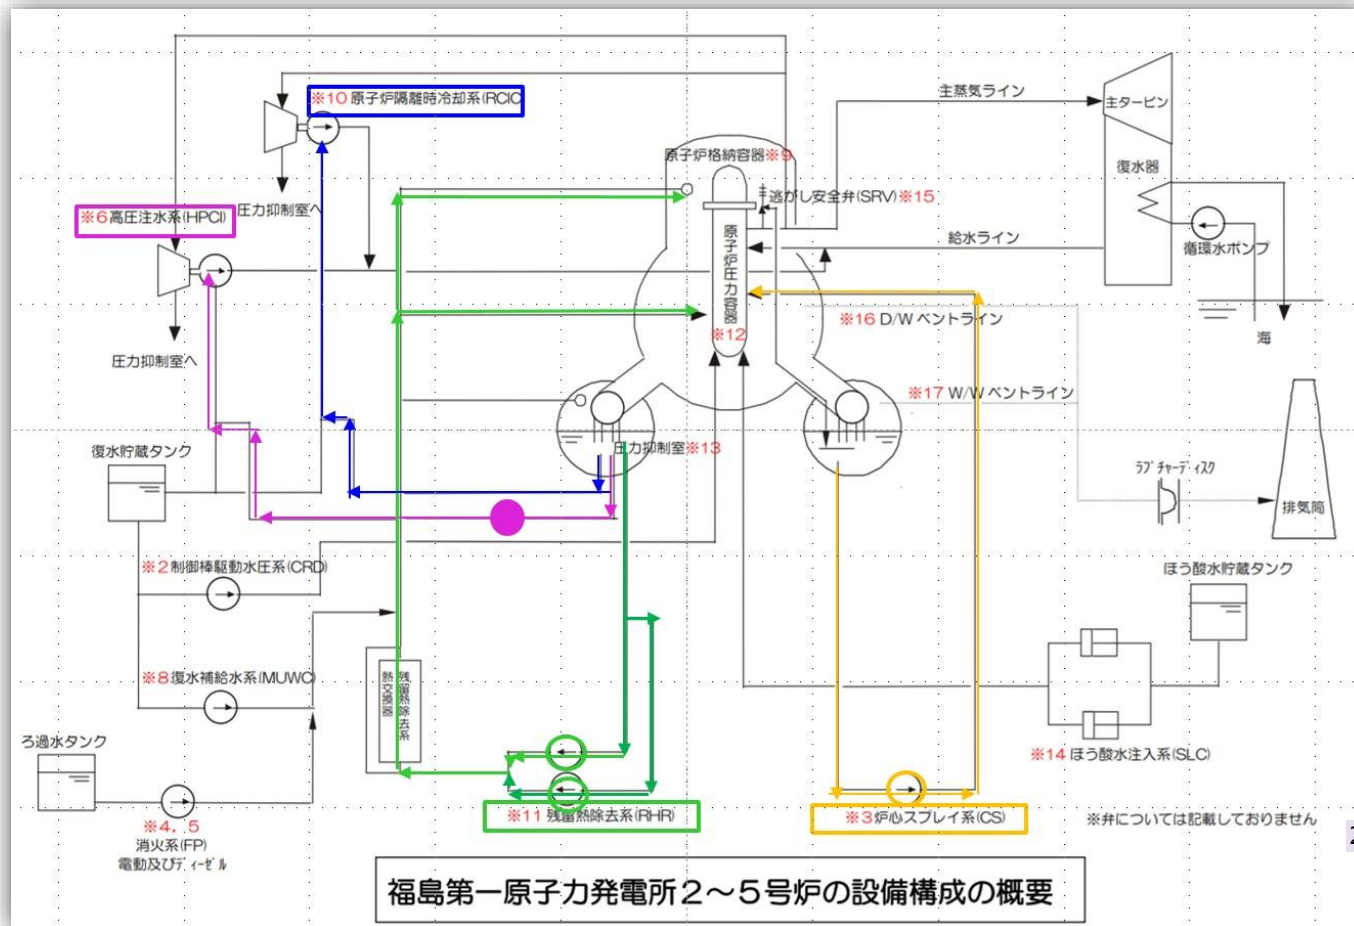 ※10 原子炉隔離時冷却系(RCIC
主蒸気ライン
主タービン
原子炉格納容器※9
復水器
逃がし安全弁(SRV)※15
圧力抑制室へ
※6高圧注水系(HPCI)
原子炉圧力容器
※12
給水ライン
循環水ポンプ
※16 D/Wベントライン
海
圧力抑制室へ
※17 W/Wベントライン
復水貯蔵タンク
圧力抑制室※13
ラプチャーディスク
排気筒
※2制御棒駆動水圧系(CRD)
ほう酸水貯蔵タンク
※8復水補給水系(MUWC)
残留熱除去系
熱交換器
ろ過水タンク
※14ほう酸水注入系(SLC)
※4，5
消火系(FP)
電動及びディーゼル
※11 残留熱除去系(RHR)
※3炉心スプレイ系(CS)
※弁については記載しておりません
2
福島第一原子力発電所２～５号炉の設備構成の概要